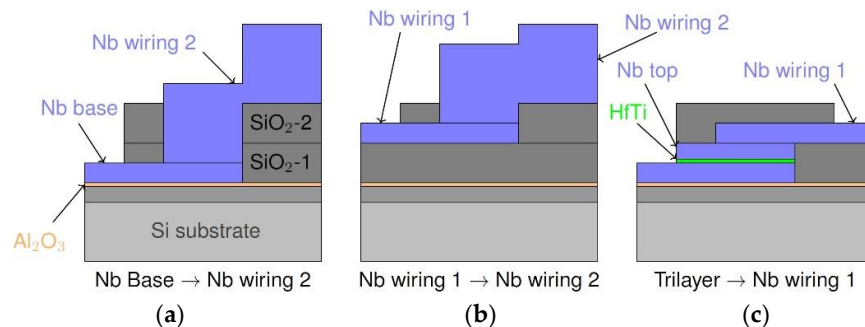 Nb wiring 2
Nb base
SiO₂-2
SiO₂-1
Al₂O₃
Si substrate
Nb Base → Nb wiring 2
(a)
Nb wiring 1
Nb wiring 2
Nb wiring 1 → Nb wiring 2
(b)
Nb top
Nb wiring 1
HfTi
Trilayer → Nb wiring 1
(c)